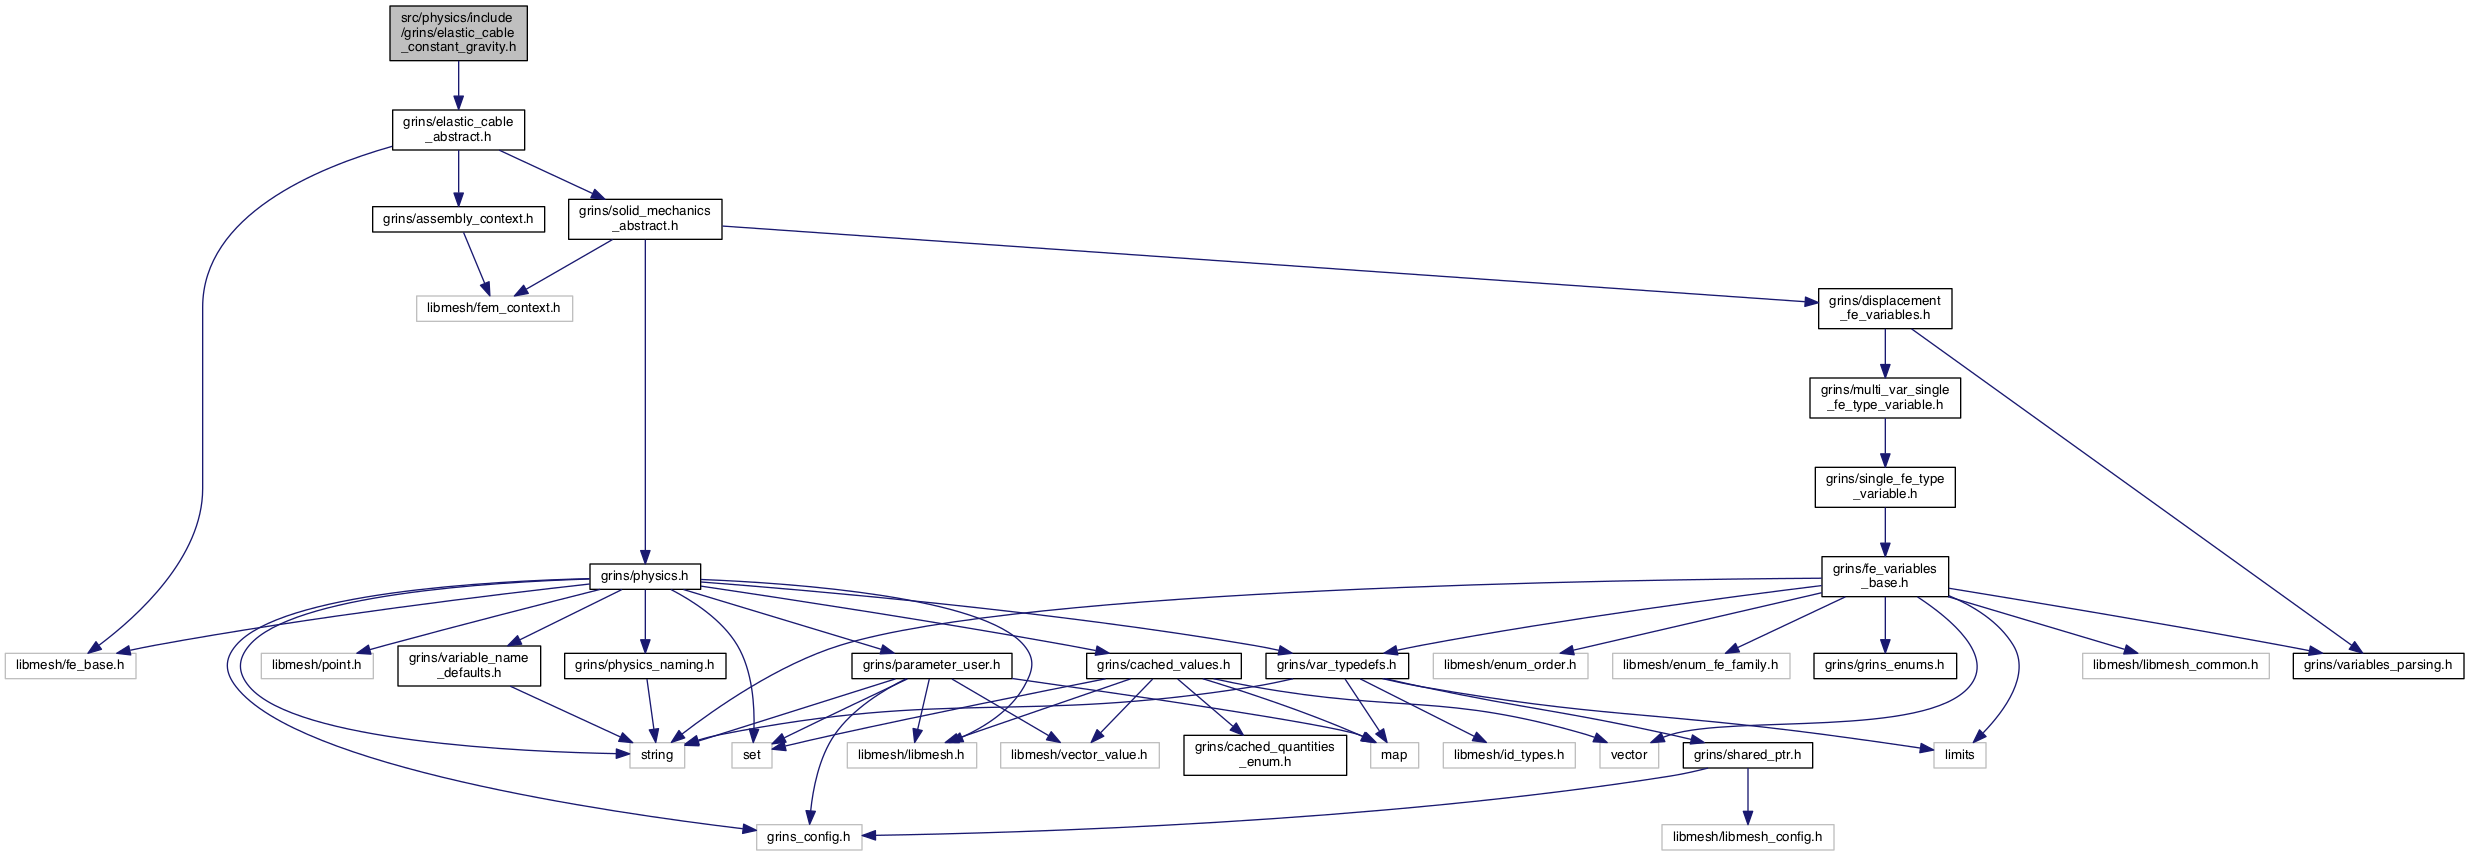 src/physics/include
/grins/elastic_cable
_constant_gravity.h
grins/elastic_cable
_abstract.h
grins/assembly_context.h
grins/solid_mechanics
_abstract.h
libmesh/fem_context.h
grins/displacement
_fe_variables.h
grins/multi_var_single
_fe_type_variable.h
grins/single_fe_type
_variable.h
grins/physics.h
grins/fe_variables
_base.h
libmesh/fe_base.h
libmesh/point.h
grins/variable_name
_defaults.h
grins/physics_naming.h
grins/parameter_user.h
grins/cached_values.h
grins/var_typedefs.h
libmesh/enum_order.h
libmesh/enum_fe_family.h
grins/grins_enums.h
libmesh/libmesh_common.h
grins/variables_parsing.h
string
set
libmesh/libmesh.h
libmesh/vector_value.h
grins/cached_quantities
_enum.h
map
libmesh/id_types.h
vector
grins/shared_ptr.h
limits
grins_config.h
libmesh/libmesh_config.h